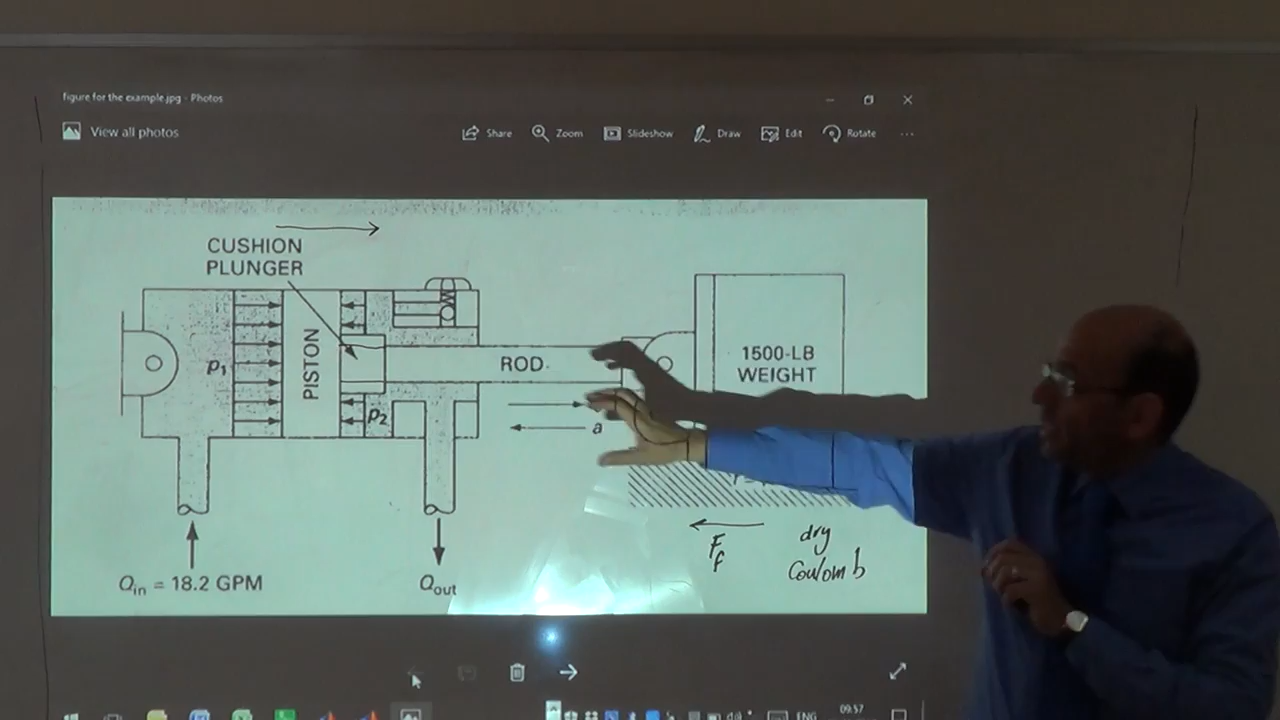 figure for the example.jpg - Photos
View all photos
Share
Zoom
Slideshow
Draw
Edit
Rotate
CUSHION
PLUNGER
p1
PISTON
p2
ROD
1500-LB
WEIGHT
a
Ff
dry
Coulomb
Qin = 18.2 GPM
Qout
ENG
09:57